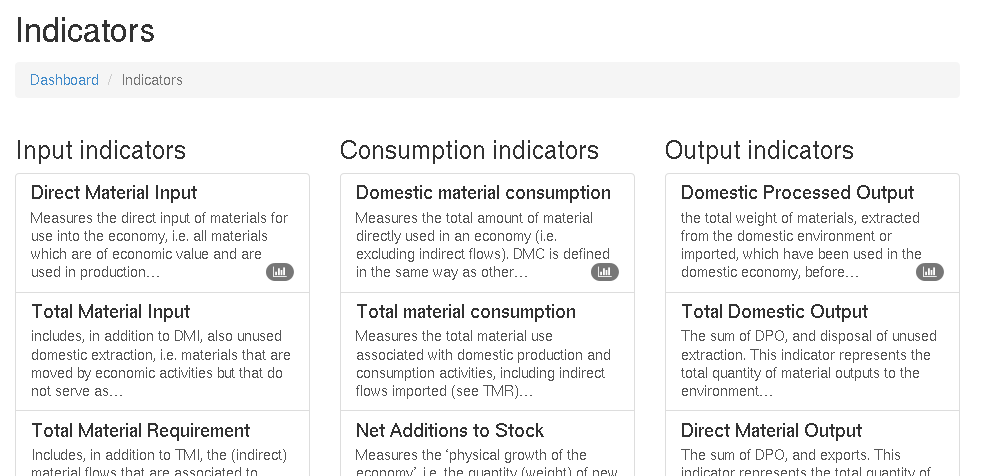 Indicators
Dashboard / Indicators
Input indicators
Direct Material Input
Measures the direct input of materials for
use into the economy, i.e. all materials
which are of economic value and are
used in production…
Total Material Input
includes, in addition to DMI, also unused
domestic extraction, i.e. materials that are
moved by economic activities but that do
not serve as…
Total Material Requirement
Includes, in addition to TMI, the (indirect)
material flows that are associated to
Consumption indicators
Domestic material consumption
Measures the total amount of material
directly used in an economy (i.e.
excluding indirect flows). DMC is defined
in the same way as other…
Total material consumption
Measures the total material use
associated with domestic production and
consumption activities, including indirect
flows imported (see TMR)…
Net Additions to Stock
Measures the ‘physical growth of the
economy’, i.e. the quantity (weight) of new
Output indicators
Domestic Processed Output
the total weight of materials, extracted
from the domestic environment or
imported, which have been used in the
domestic economy, before…
Total Domestic Output
The sum of DPO, and disposal of unused
extraction. This indicator represents the
total quantity of material outputs to the
environment…
Direct Material Output
The sum of DPO, and exports. This
indicator represents the total quantity of